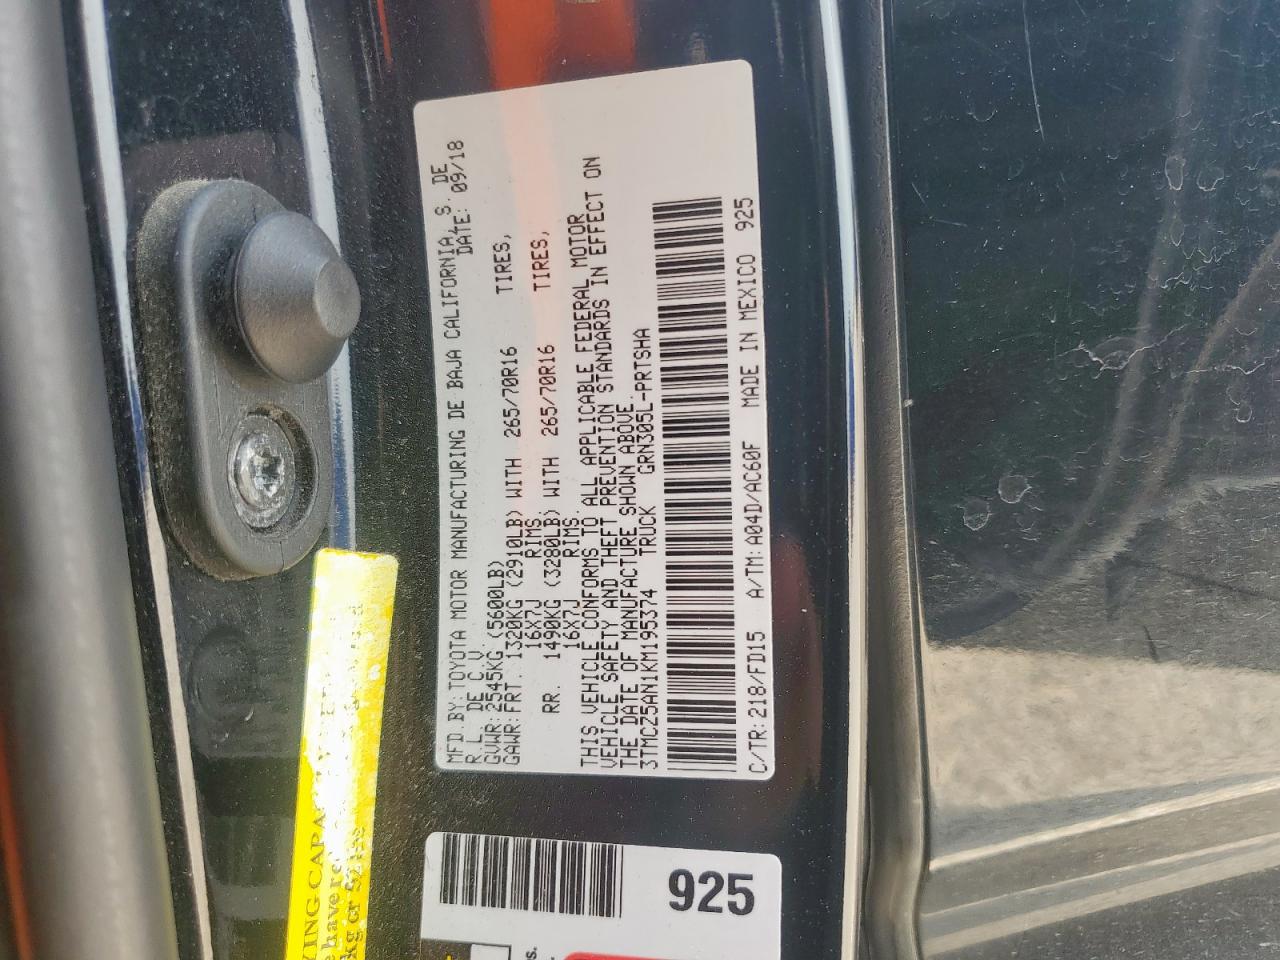 MFD.BY:TOYOTA MOTOR MANUFACTURING DE BAJA CALIFORNIA, S. DE
R.L. DE C.V. DATE: 09/18
GVWR:2545KG (5600LB)
GAWR:FRT. 1320KG (2910LB) WITH 265/70R16 TIRES,
16X7J RIMS.
RR. 1490KG (3280LB) WITH 265/70R16 TIRES,
16X7J RIMS.
THIS VEHICLE CONFORMS TO ALL APPLICABLE FEDERAL MOTOR
VEHICLE SAFETY AND THEFT PREVENTION STANDARDS IN EFFECT ON
THE DATE OF MANUFACTURE SHOWN ABOVE.
3TMCZ5AN1KM195374 TRUCK GRN305L-PRTSHA
C/TR:218/FD15 A/TM:A04D/AC60F MADE IN MEXICO 925
925